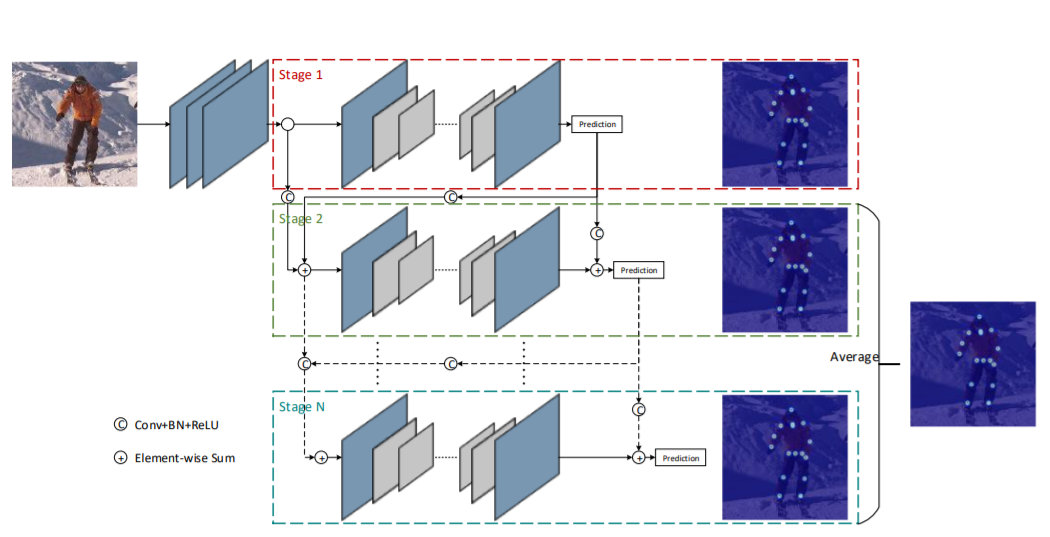 Stage 1
Prediction
C
C
Stage 2
C
+
+
Prediction
Average
C
C
Stage N
C
C Conv+BN+ReLU
+ Element-wise Sum
+
+
Prediction